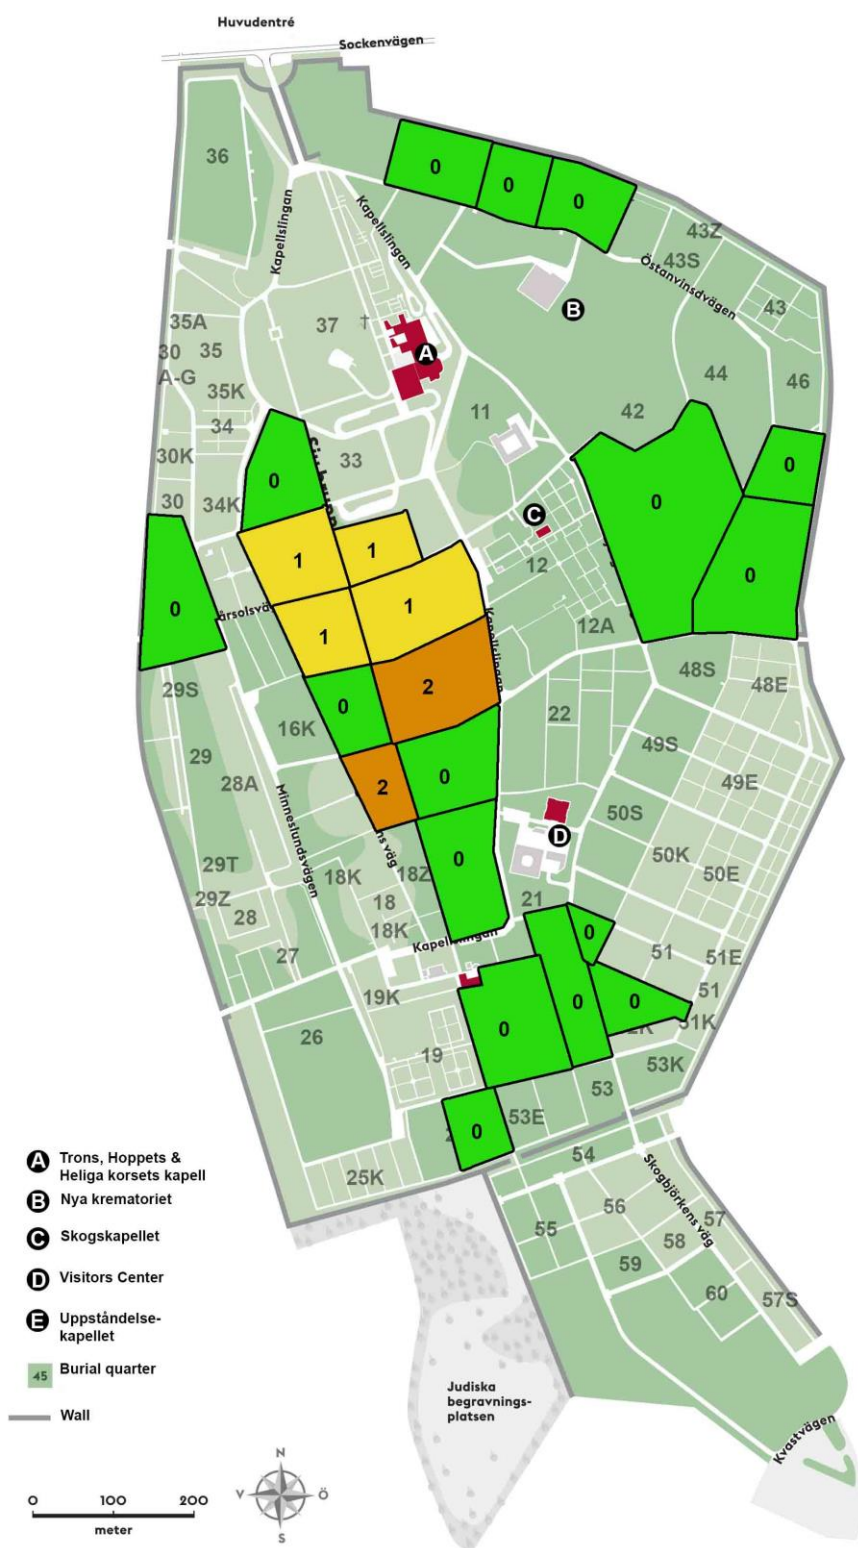 Huvudentré
Sockenvägen
36
0
0
0
Kapellslingan
Kapellslingan
43Z
43S
Östanvindsvägen
B
43
35A
37
30
35
A-G
A
44
46
35K
11
42
34
33
30K
0
0
0
30
34K
C
1
1
12
0
0
1
1
12A
Kapellslingan
29S
48S
48E
0
2
16K
22
49S
29
28A
0
2
49E
Minneslundsvägen
50S
D
0
50K
29T
18K
18Z
50E
29Z
18
21
28
18K
0
Kapellslingan
27
51
51E
19K
0
0
51
51K
26
0
19
53K
53
53E
0
54
25K
Skogbjörkens väg
56
57
55
58
59
60
57S
A Trons, Hoppets &
Heliga korsets kapell
B Nya krematoriet
C Skogskapellet
D Visitors Center
E Uppståndelse-
kapellet
45 Burial quarter
Wall
Judiska
begravnings-
platsen
Kvastvägen
N
V Ö
S
0 100 200
meter